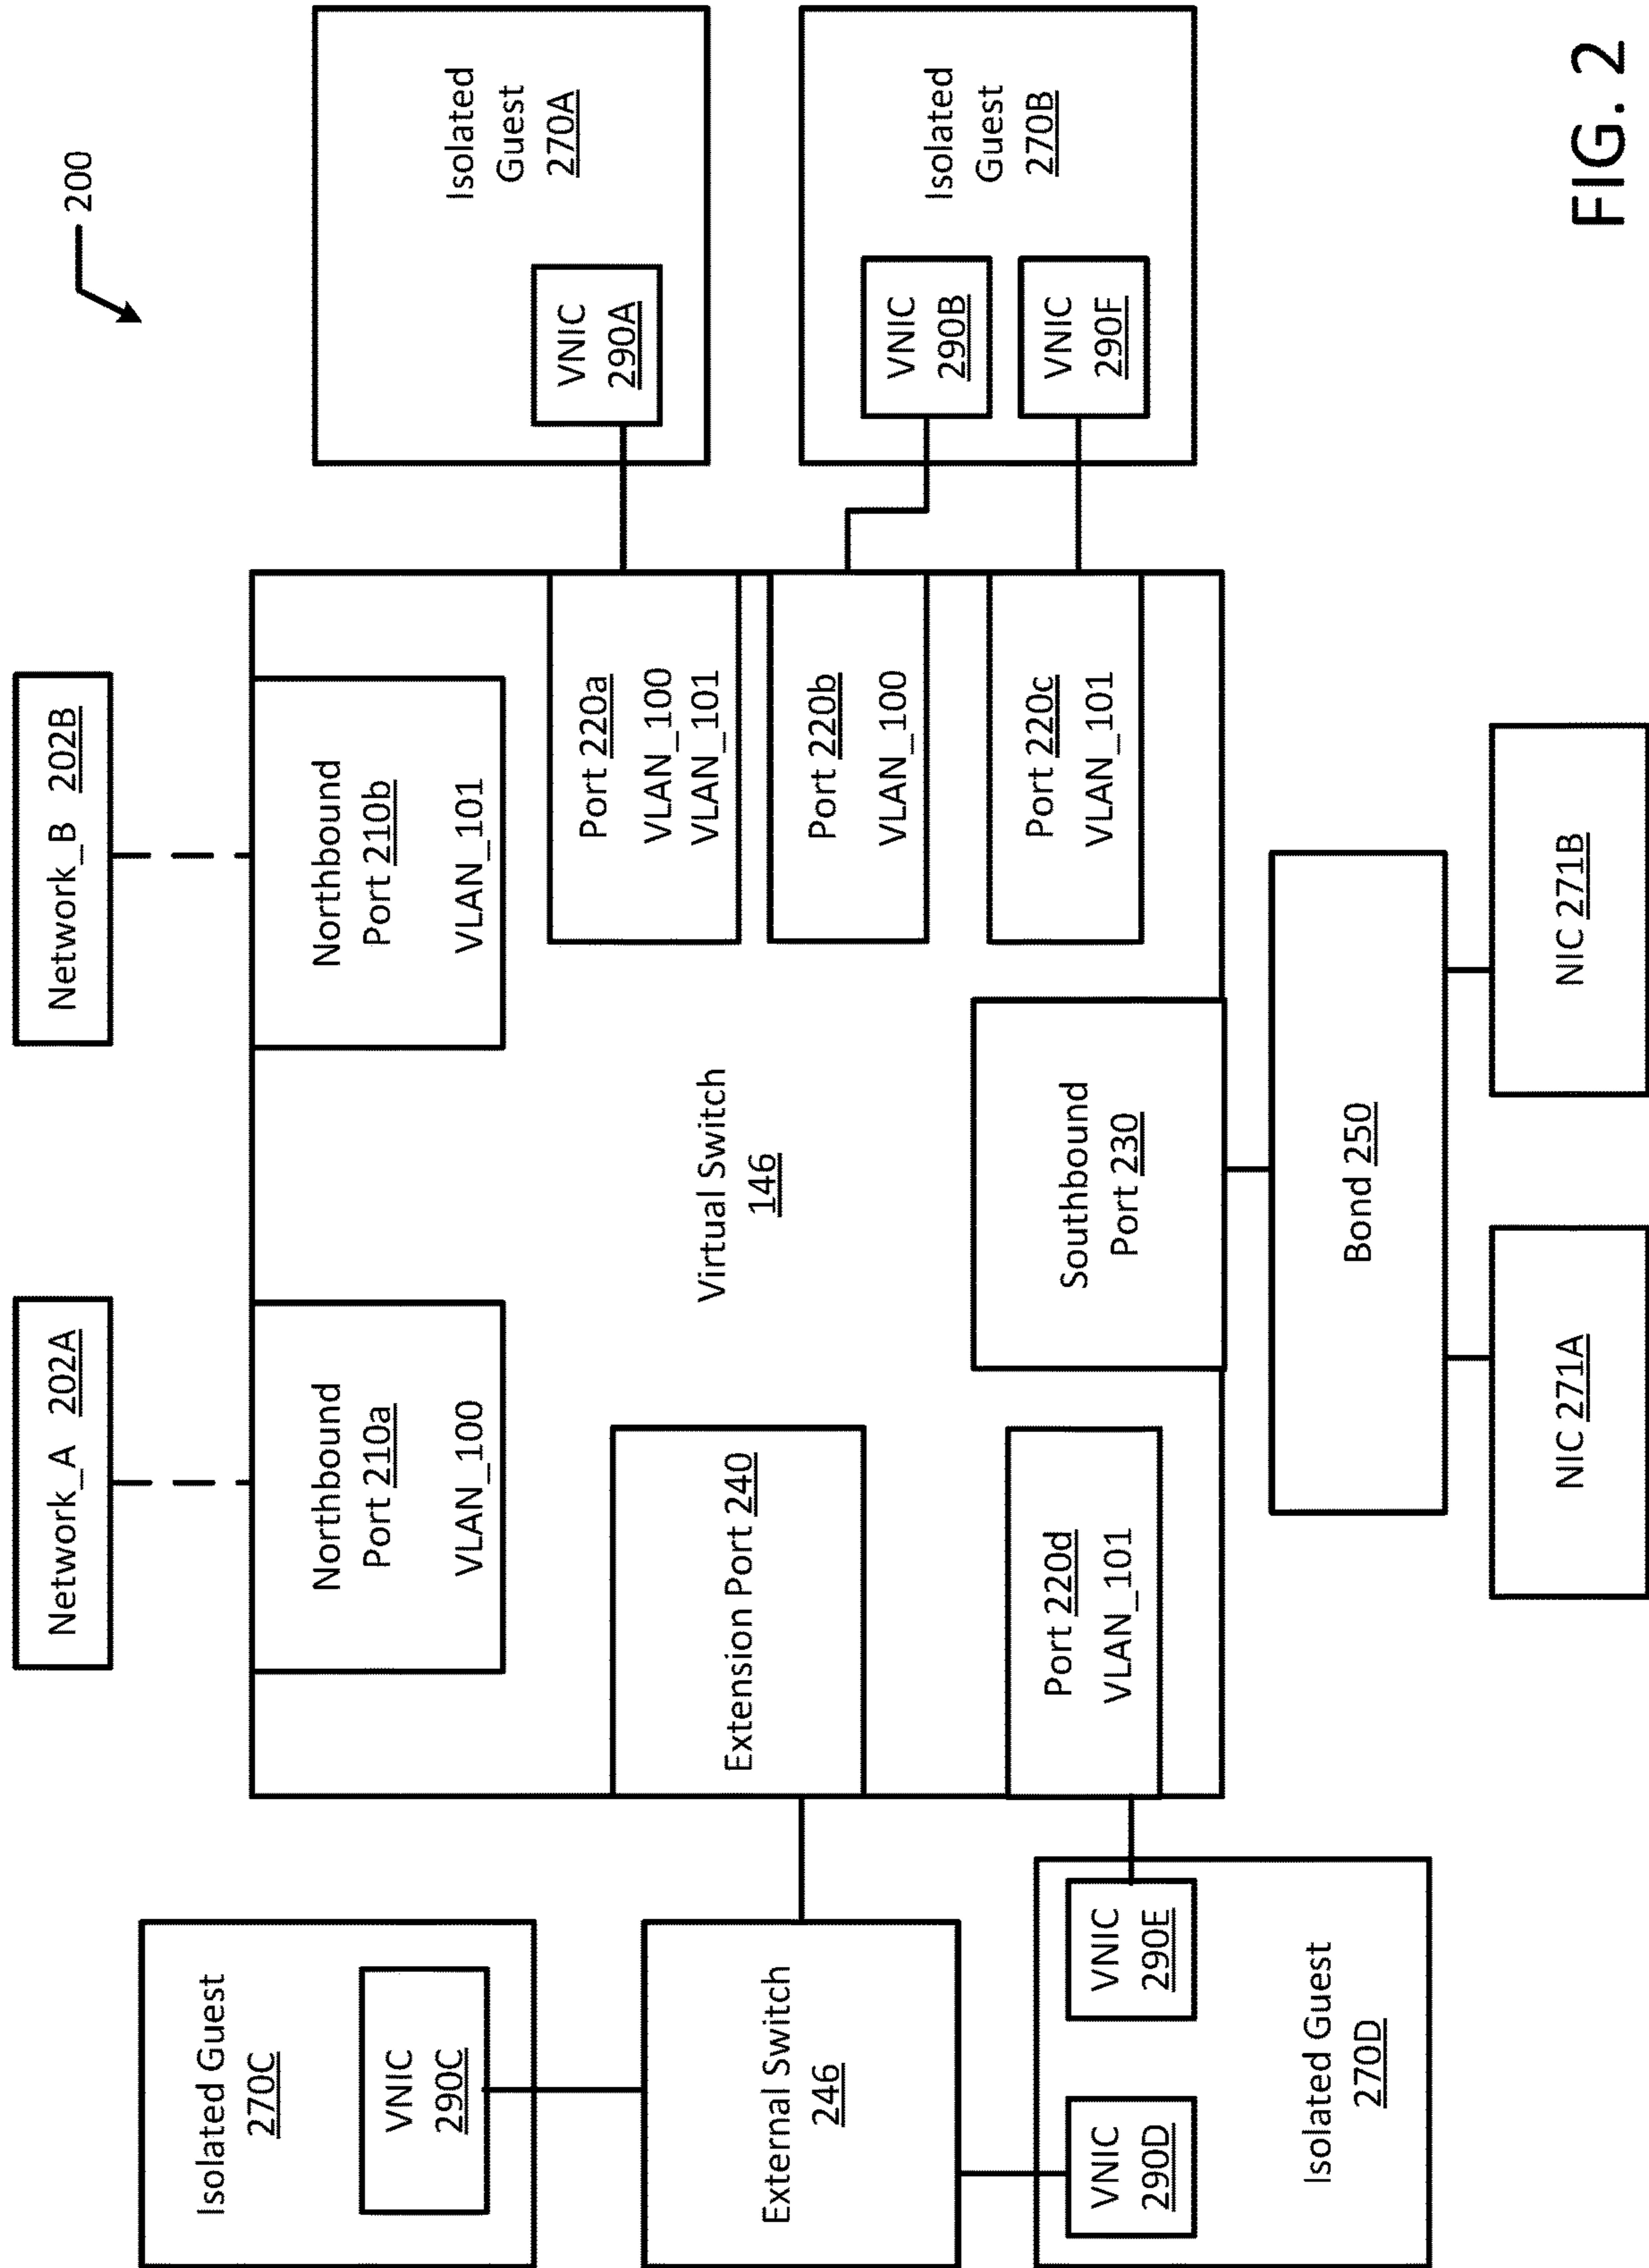 200
Network_A 202A
Network_B 202B
Isolated Guest
270C
VNIC
290C
Northbound
Port 210a
VLAN_100
Northbound
Port 210b
VLAN_101
Isolated
Guest
270A
VNIC
290A
External Switch
246
Extension Port 240
Virtual Switch
146
Port 220a
VLAN_100
VLAN_101
Port 220b
VLAN_100
Port 220c
VLAN_101
Isolated
Guest
270B
VNIC
290B
VNIC
290F
VNIC
290D
VNIC
290E
Isolated Guest
270D
Port 220d
VLAN_101
Southbound
Port 230
Bond 250
NIC 271A
NIC 271B
FIG. 2